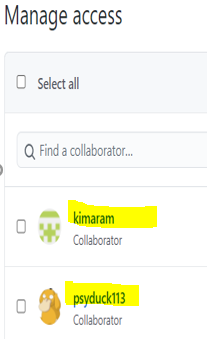 Manage access
Select all
Find a collaborator...
kimaram
Collaborator
psyduck113
Collaborator